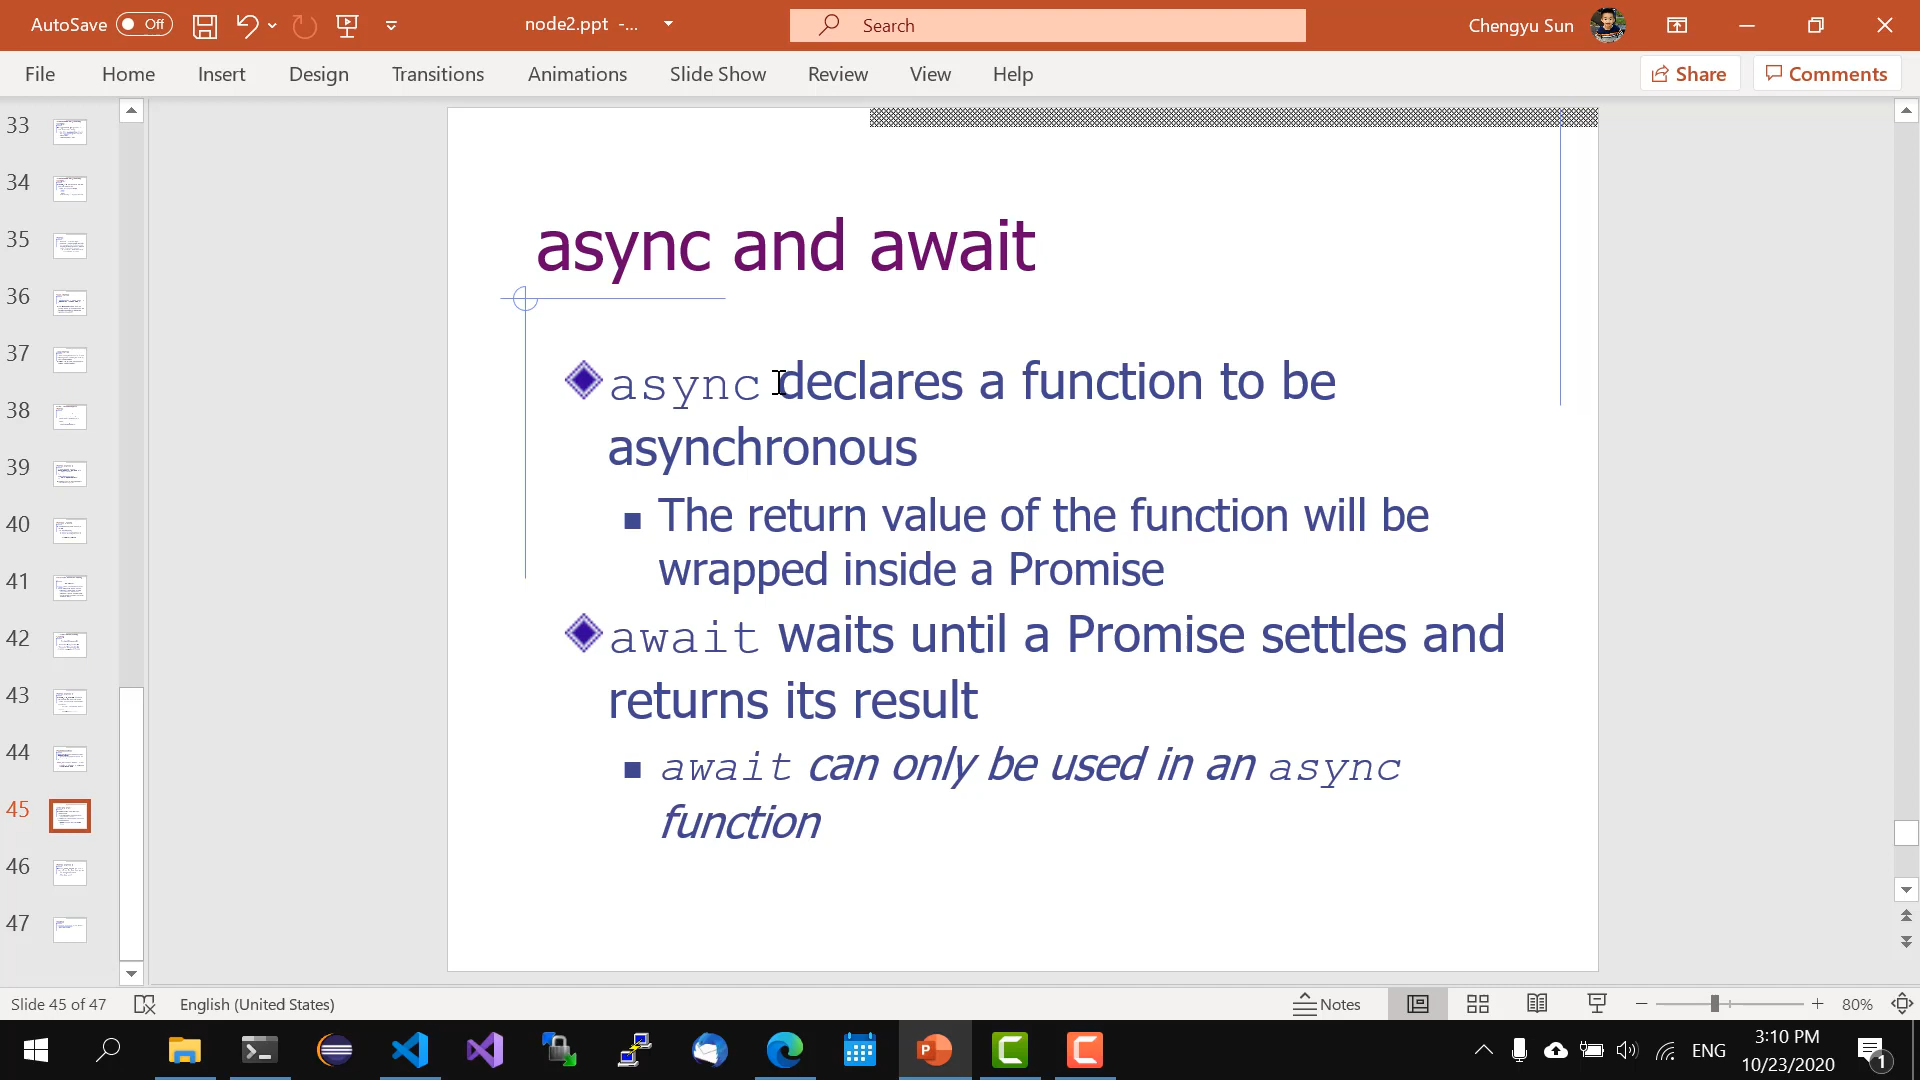 AutoSave Off node2.ppt -... Search Chengyu Sun
File Home Insert Design Transitions Animations Slide Show Review View Help Share Comments
33
34
35
36
37
38
39
40
41
42
43
44
45
46
47
async and await
async declares a function to be
asynchronous
The return value of the function will be
wrapped inside a Promise
await waits until a Promise settles and
returns its result
await can only be used in an async
function
Slide 45 of 47 English (United States) Notes 80%
ENG 3:10 PM
10/23/2020 1